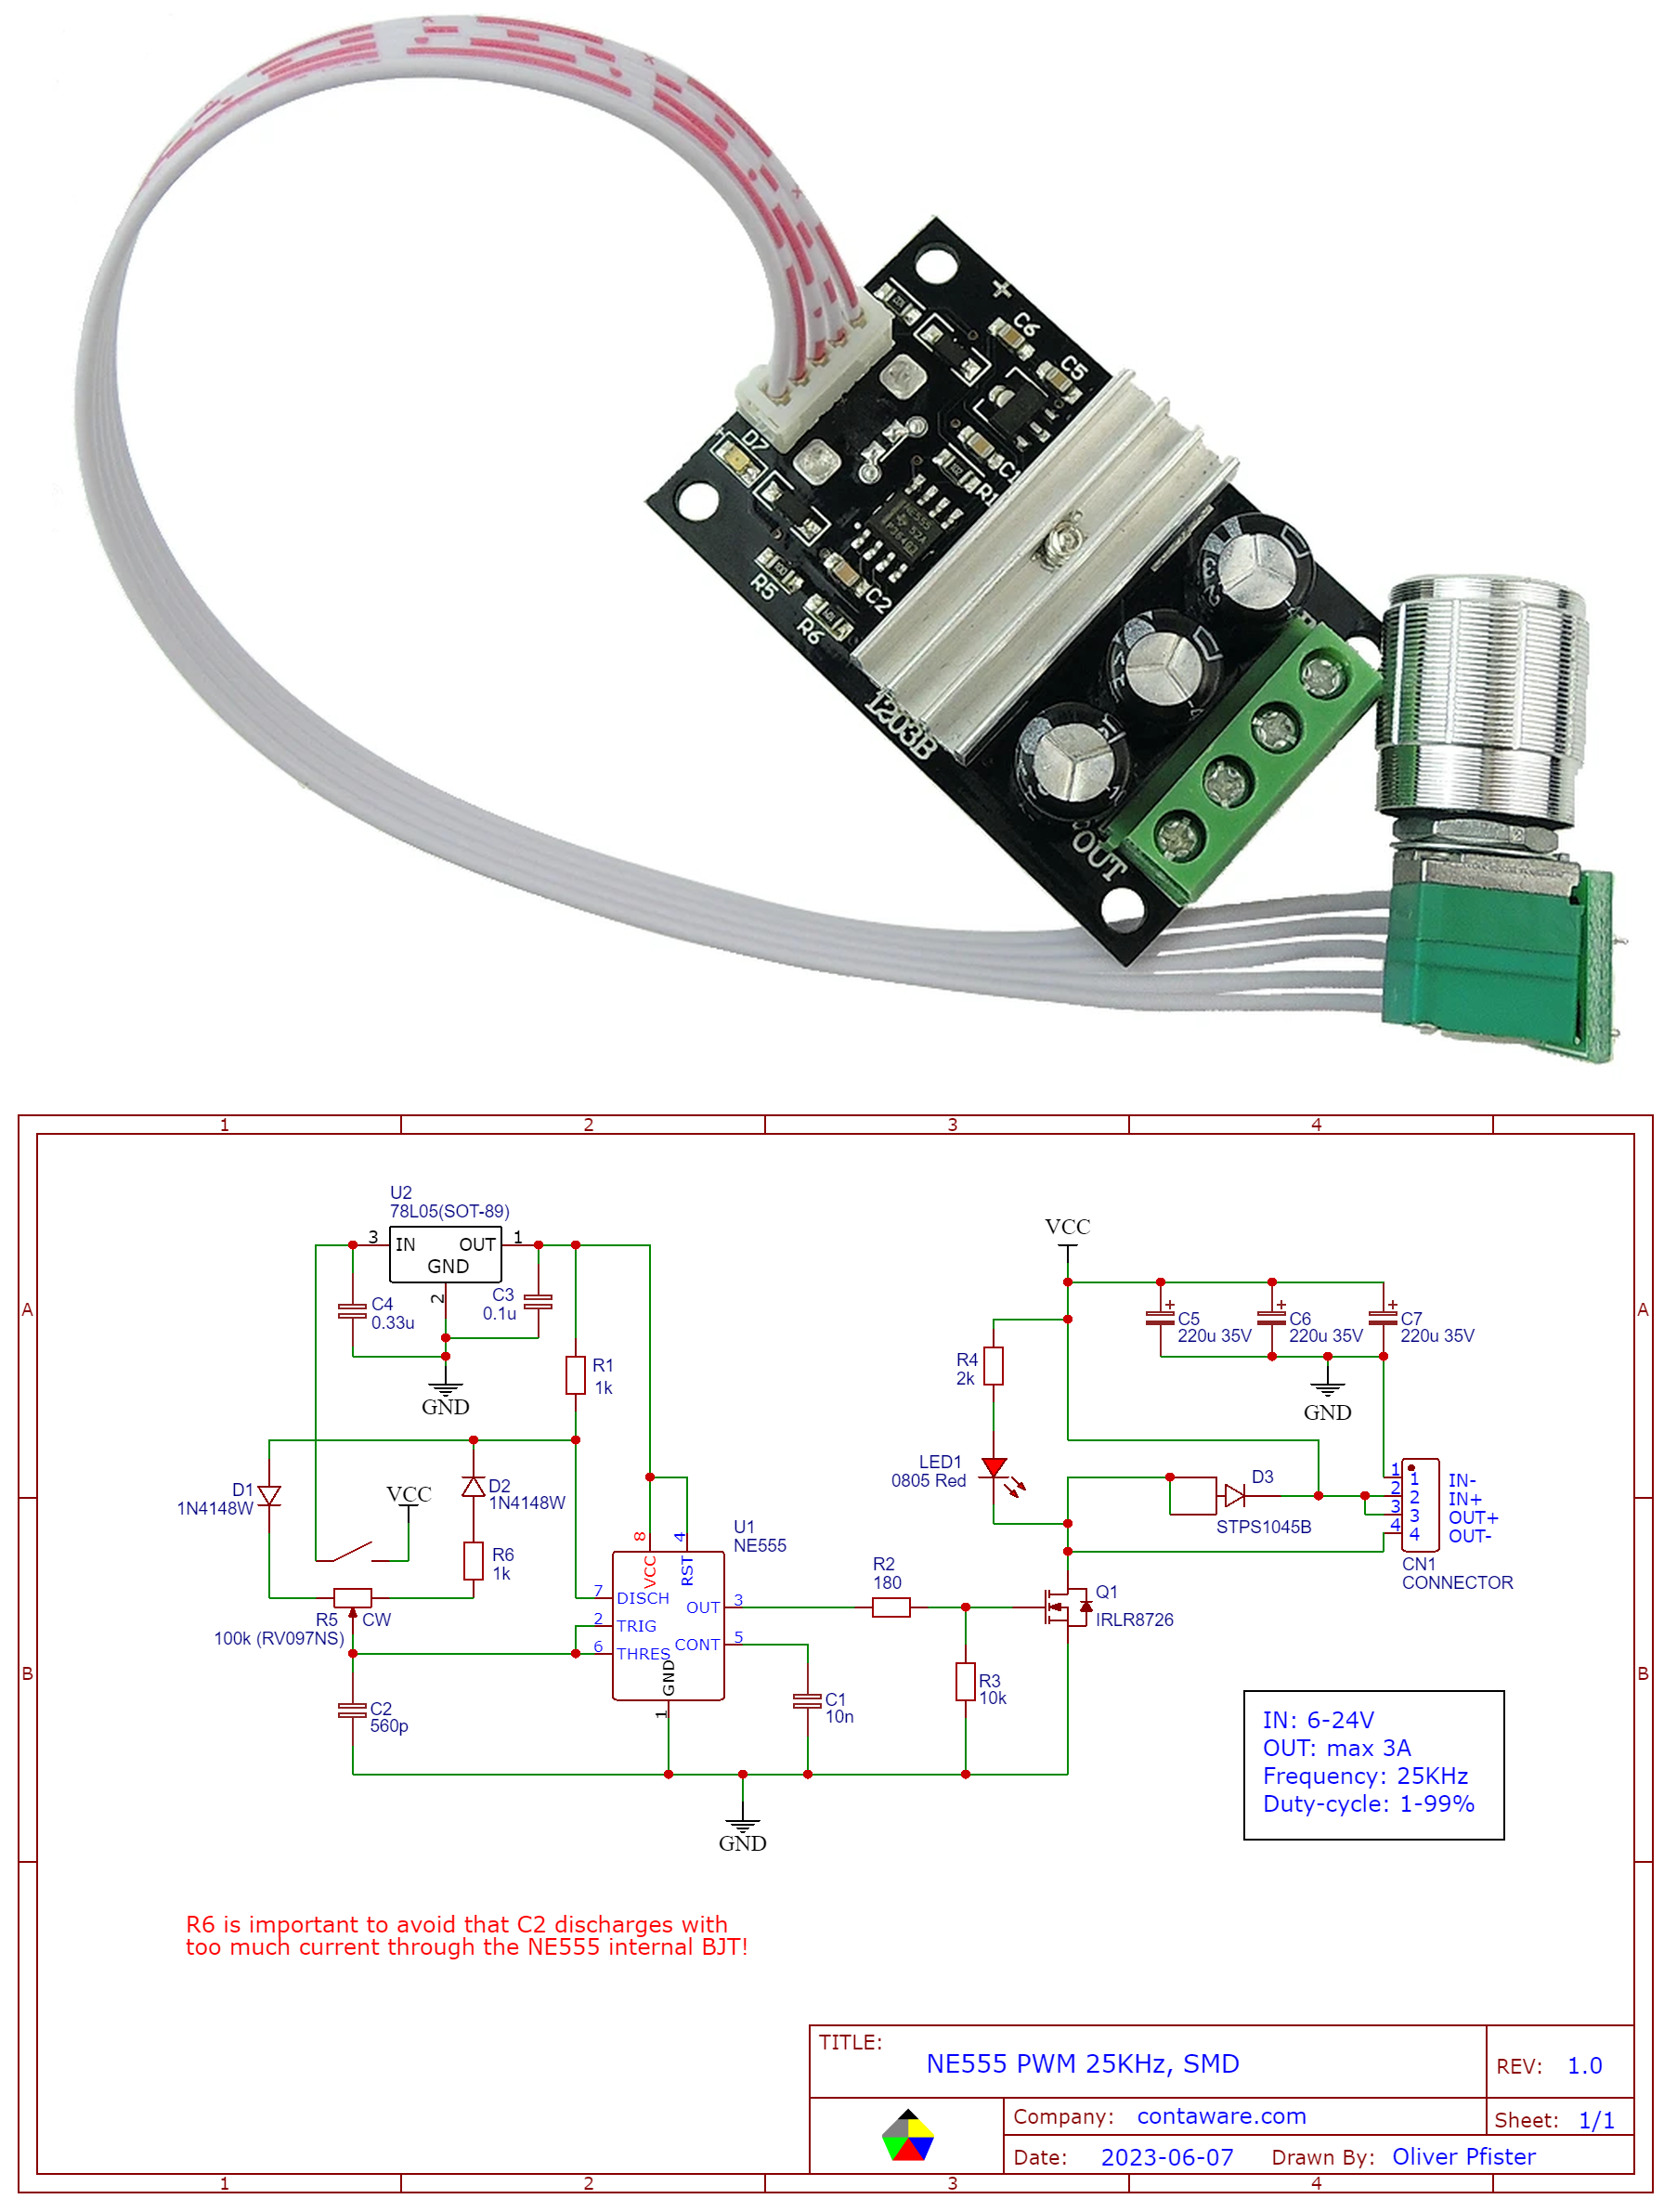 +
C6
C5
D7
C1
R1
NE555
52A
R5
C2
R6
1203B
OUT
1
2
3
4
A
A
B
B
U2
78L05(SOT-89)
3
IN
OUT
1
GND
2
C4
0.33u
C3
0.1u
GND
R1
1k
D1
1N4148W
VCC
D2
1N4148W
R6
1k
R5
CW
100k (RV097NS)
C2
560p
U1
NE555
8
4
VCC
RST
7
DISCH
2
TRIG
6
THRES
OUT
3
CONT
5
GND
1
R2
180
C1
10n
R3
10k
GND
VCC
R4
2k
LED1
0805 Red
C5
220u 35V
C6
220u 35V
C7
220u 35V
GND
D3
STPS1045B
1
1
IN-
2
2
IN+
3
3
OUT+
4
4
OUT-
CN1
CONNECTOR
Q1
IRLR8726
IN: 6-24V
OUT: max 3A
Frequency: 25KHz
Duty-cycle: 1-99%
R6 is important to avoid that C2 discharges with
too much current through the NE555 internal BJT!
TITLE:
NE555 PWM 25KHz, SMD
REV: 1.0
Company: contaware.com
Sheet: 1/1
Date: 2023-06-07
Drawn By: Oliver Pfister
1
2
3
4